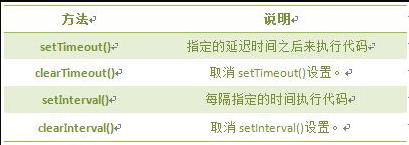 方法 说明
setTimeout() 指定的延迟时间之后来执行代码
clearTimeout() 取消 setTimeout()设置。
setInterval() 每隔指定的时间执行代码
clearInterval() 取消 setInterval()设置。